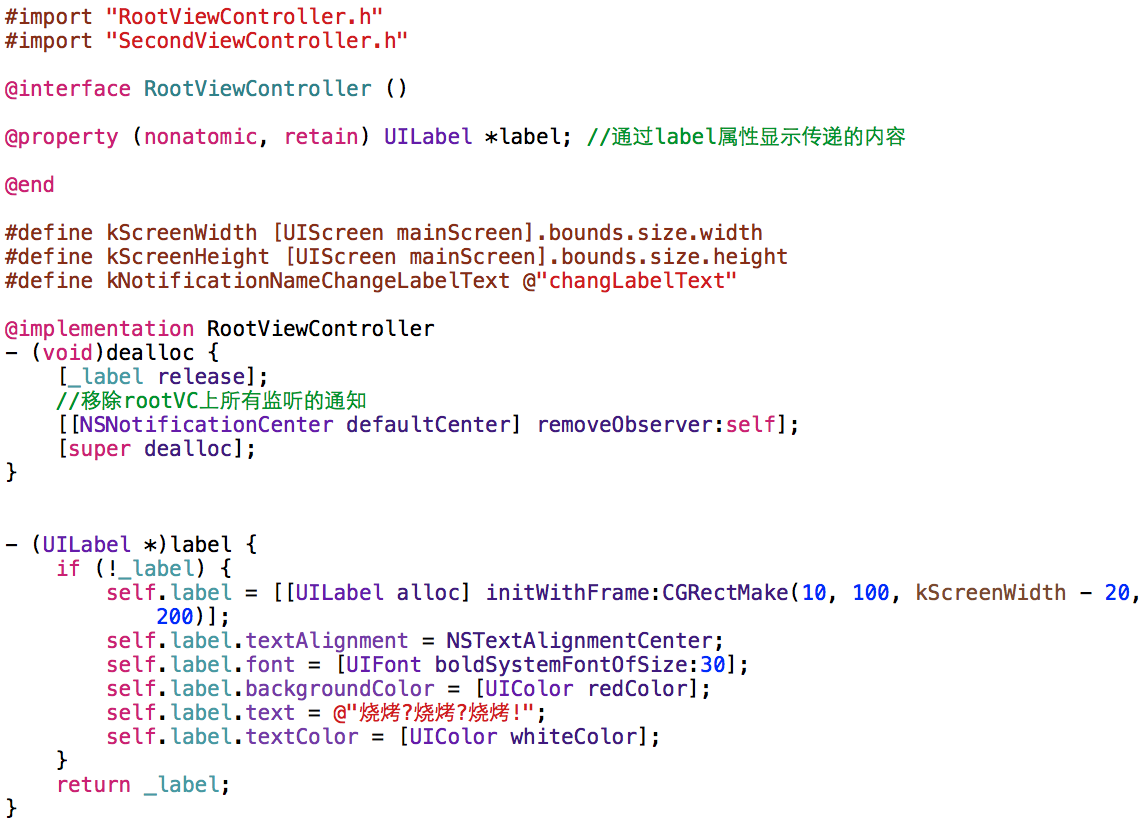 #import "RootViewController.h"
#import "SecondViewController.h"
@interface RootViewController ()
@property (nonatomic, retain) UILabel *label; //通过label属性显示传递的内容
@end
#define kScreenWidth [UIScreen mainScreen].bounds.size.width
#define kScreenHeight [UIScreen mainScreen].bounds.size.height
#define kNotificationNameChangeLabelText @"changLabelText"
@implementation RootViewController
- (void)dealloc {
    [_label release];
    //移除rootVC上所有监听的通知
    [[NSNotificationCenter defaultCenter] removeObserver:self];
    [super dealloc];
}
- (UILabel *)label {
    if (!_label) {
        self.label = [[UILabel alloc] initWithFrame:CGRectMake(10, 100, kScreenWidth - 20,
            200)];
        self.label.textAlignment = NSTextAlignmentCenter;
        self.label.font = [UIFont boldSystemFontOfSize:30];
        self.label.backgroundColor = [UIColor redColor];
        self.label.text = @"烧烤?烧烤?烧烤!";
        self.label.textColor = [UIColor whiteColor];
    }
    return _label;
}